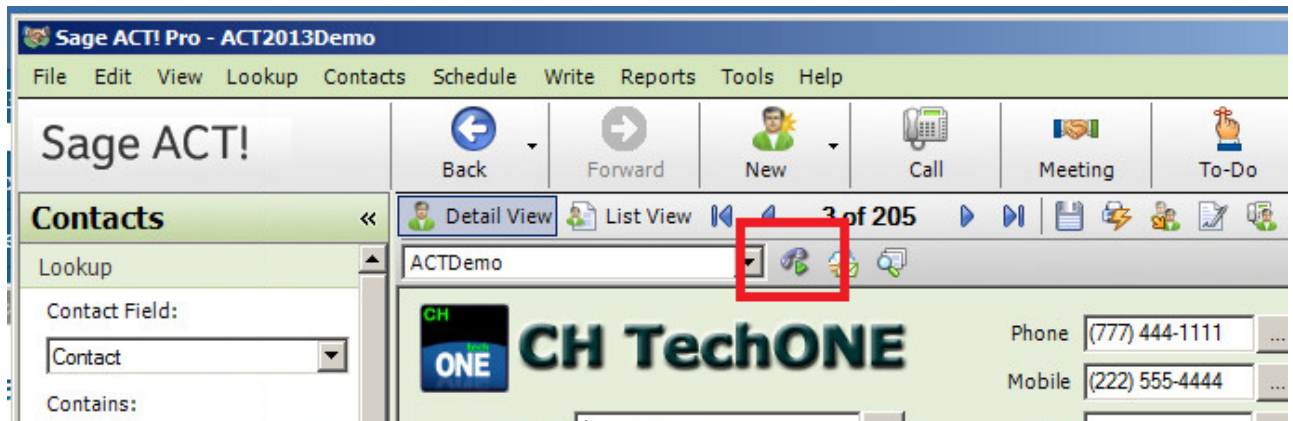 Sage ACT! Pro - ACT2013Demo
File Edit View Lookup Contacts Schedule Write Reports Tools Help
Sage ACT!
Back Forward New Call Meeting To-Do
Contacts «
Detail View List View 3 of 205
Lookup
ACTDemo
Contact Field:
Contact
Contains:
CH
tech
ONE
CH TechONE
Phone (777) 444-1111 ...
Mobile (222) 555-4444 ...